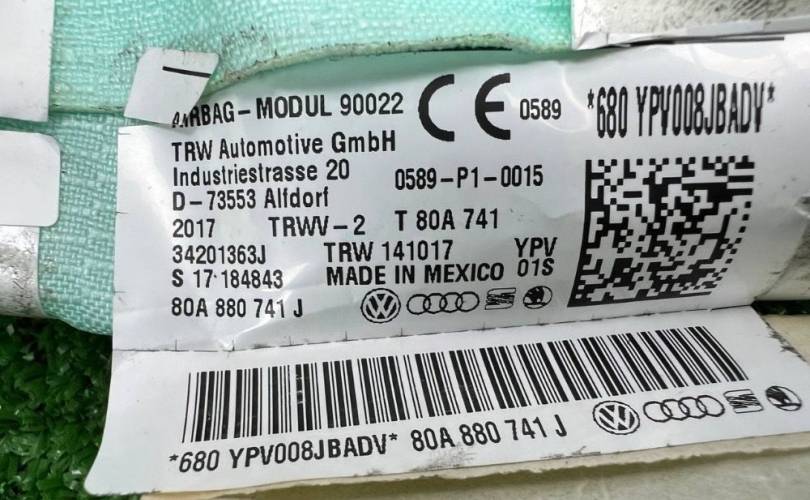 AIRBAG-MODUL 90022
CE 0589
*680 YPV008JBADV*
TRW Automotive GmbH
Industriestrasse 20
D-73553 Alfdorf
0589-P1-0015
2017 TRWV-2 T 80A 741
34201363J TRW 141017 YPV
S 17 184843 MADE IN MEXICO 01S
80A 880 741 J
*680 YPV008JBADV* 80A 880 741 J